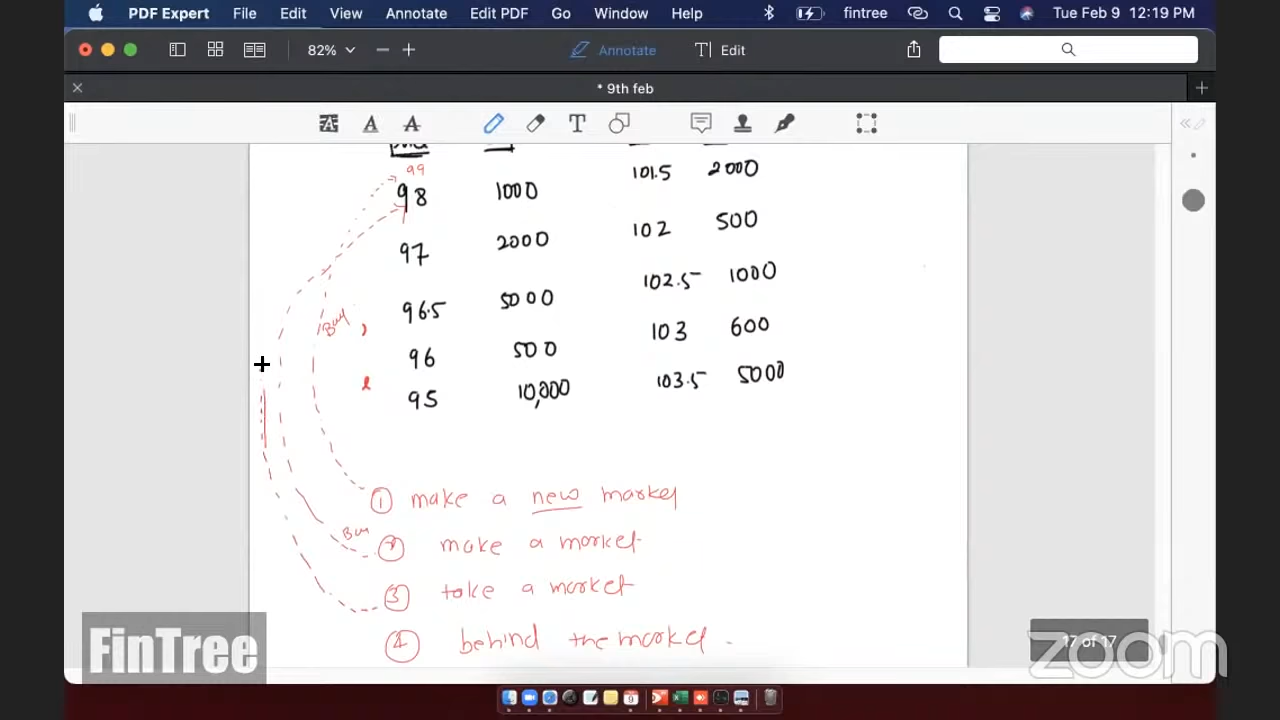 PDF Expert File Edit View Annotate Edit PDF Go Window Help fintree Tue Feb 9 12:19 PM
82% Annotate T Edit
* 9th feb
A A A T
99
98 1000 101.5 2000
97 2000 102 500
96.5 5000 102.5 1000
Buy
96 500 103 600
95 10,000 103.5 5000
① make a new market
Buy
② make a market
③ take a market
④ behind the market
FinTree
17 of 17
zoom